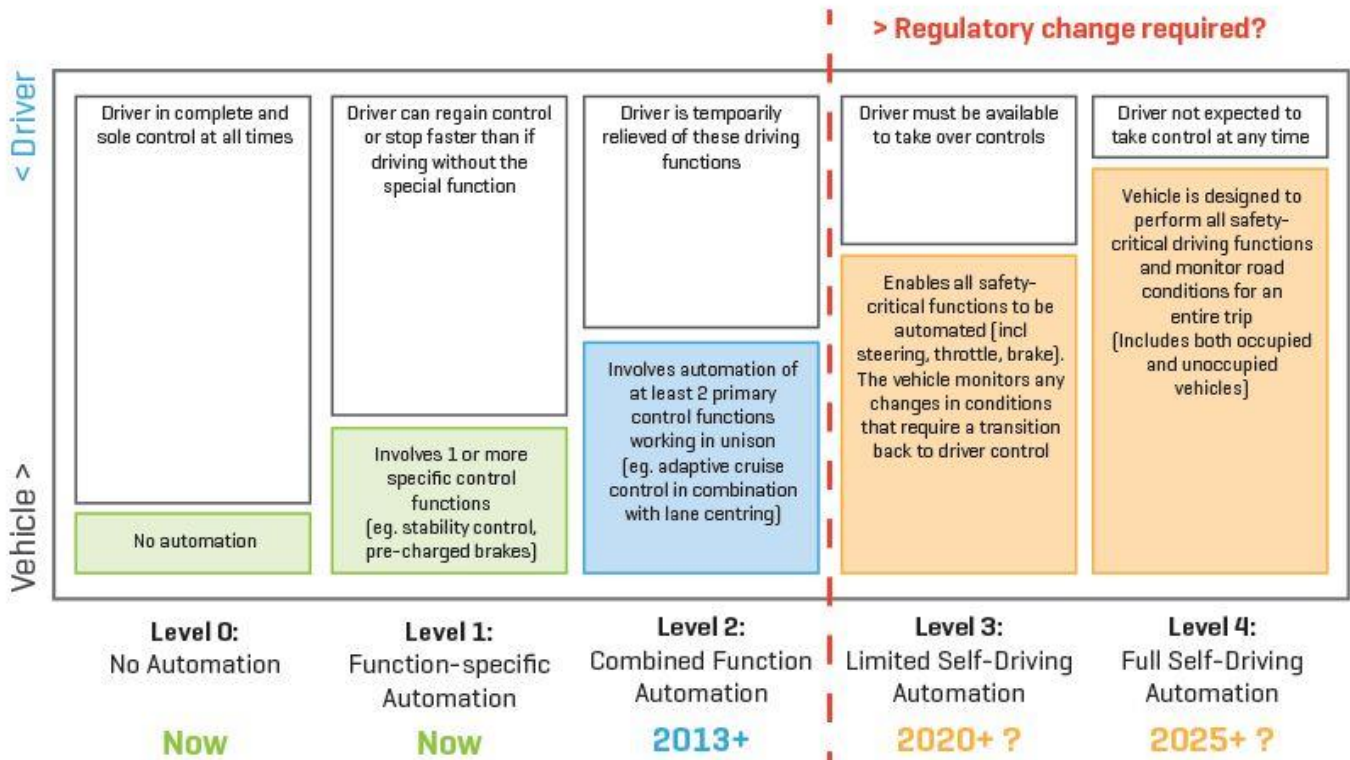 > Regulatory change required?
< Driver
Vehicle >
Driver in complete and
sole control at all times
No automation
Driver can regain control
or stop faster than if
driving without the
special function
Involves 1 or more
specific control
functions
(eg. stability control,
pre-charged brakes)
Driver is tempoarily
relieved of these driving
functions
Involves automation of
at least 2 primary
control functions
working in unison
(eg. adaptive cruise
control in combination
with lane centring)
Driver must be available
to take over controls
Enables all safety-
critical functions to be
automated (incl
steering, throttle, brake).
The vehicle monitors any
changes in conditions
that require a transition
back to driver control
Driver not expected to
take control at any time
Vehicle is designed to
perform all safety-
critical driving functions
and monitor road
conditions for an
entire trip
(Includes both occupied
and unoccupied
vehicles)
Level 0:
No Automation
Now
Level 1:
Function-specific
Automation
Now
Level 2:
Combined Function
Automation
2013+
Level 3:
Limited Self-Driving
Automation
2020+ ?
Level 4:
Full Self-Driving
Automation
2025+ ?